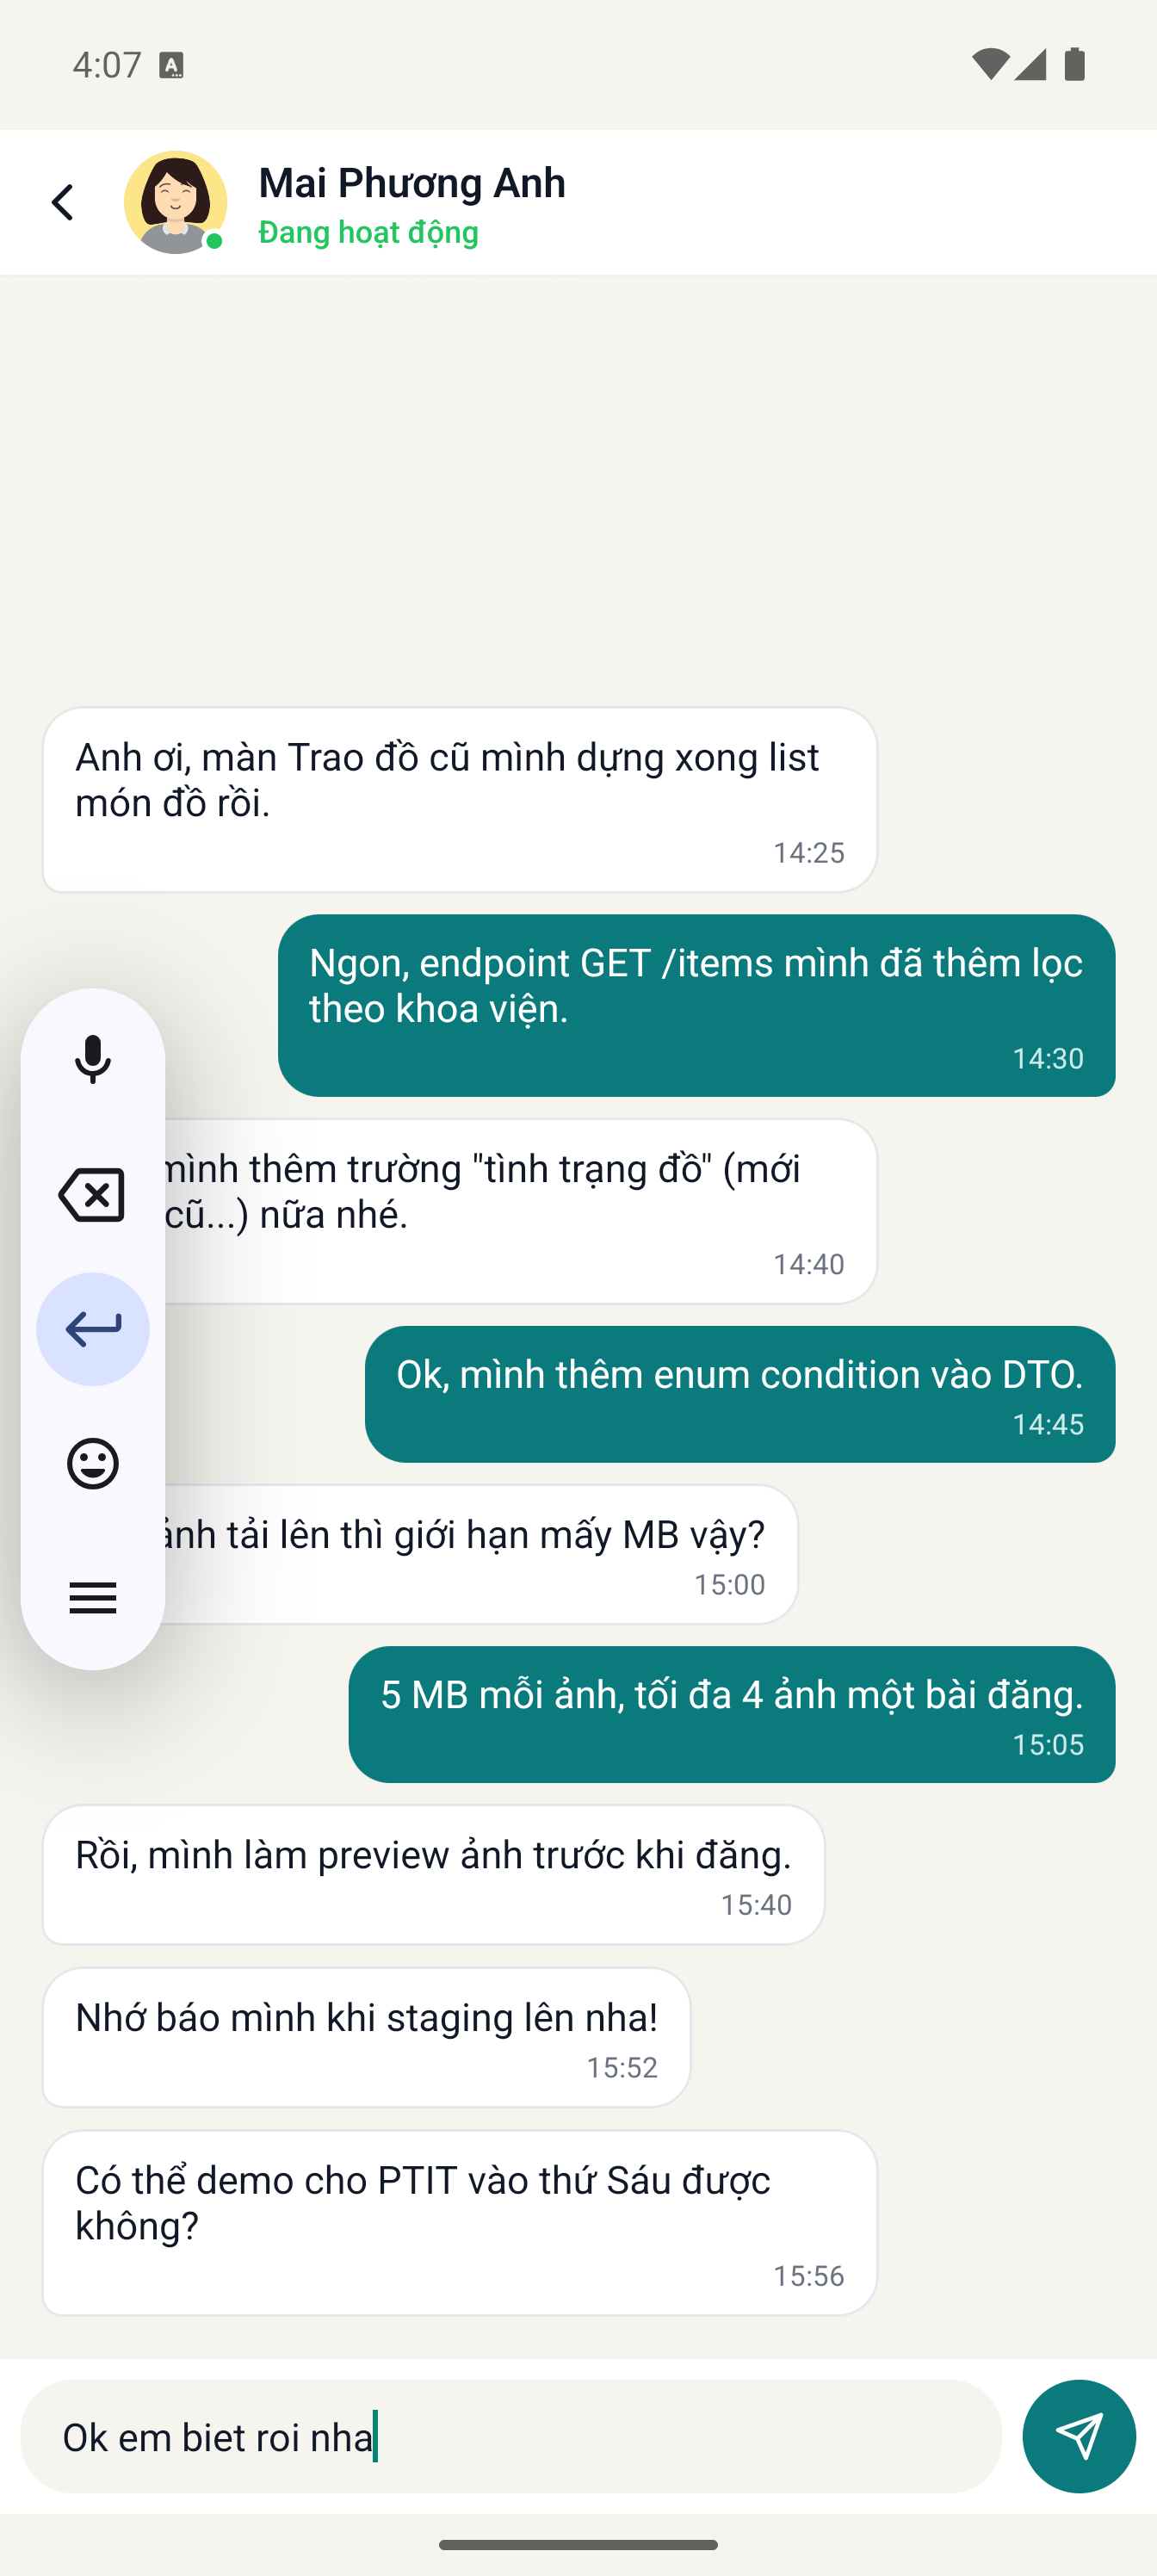 4:07
Mai Phương Anh
Đang hoạt động
Anh ơi, màn Trao đồ cũ mình dựng xong list
món đồ rồi.
14:25
Ngon, endpoint GET /items mình đã thêm lọc
theo khoa viện.
14:30
mình thêm trường "tình trạng đồ" (mới
cũ...) nữa nhé.
14:40
Ok, mình thêm enum condition vào DTO.
14:45
ảnh tải lên thì giới hạn mấy MB vậy?
15:00
5 MB mỗi ảnh, tối đa 4 ảnh một bài đăng.
15:05
Rồi, mình làm preview ảnh trước khi đăng.
15:40
Nhớ báo mình khi staging lên nha!
15:52
Có thể demo cho PTIT vào thứ Sáu được
không?
15:56
Ok em biet roi nha